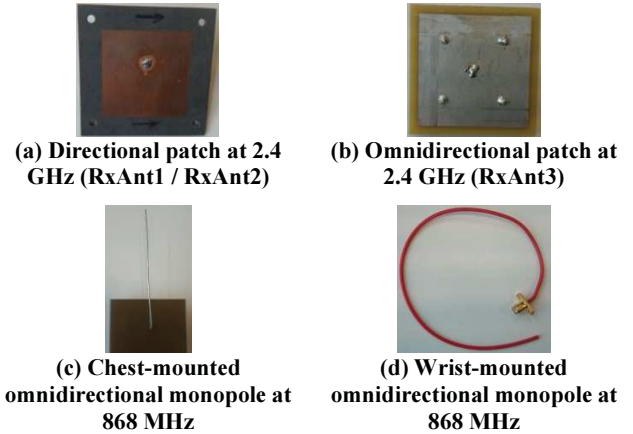 (a) Directional patch at 2.4
GHz (RxAnt1 / RxAnt2)
(b) Omnidirectional patch at
2.4 GHz (RxAnt3)
(c) Chest-mounted
omnidirectional monopole at
868 MHz
(d) Wrist-mounted
omnidirectional monopole at
868 MHz